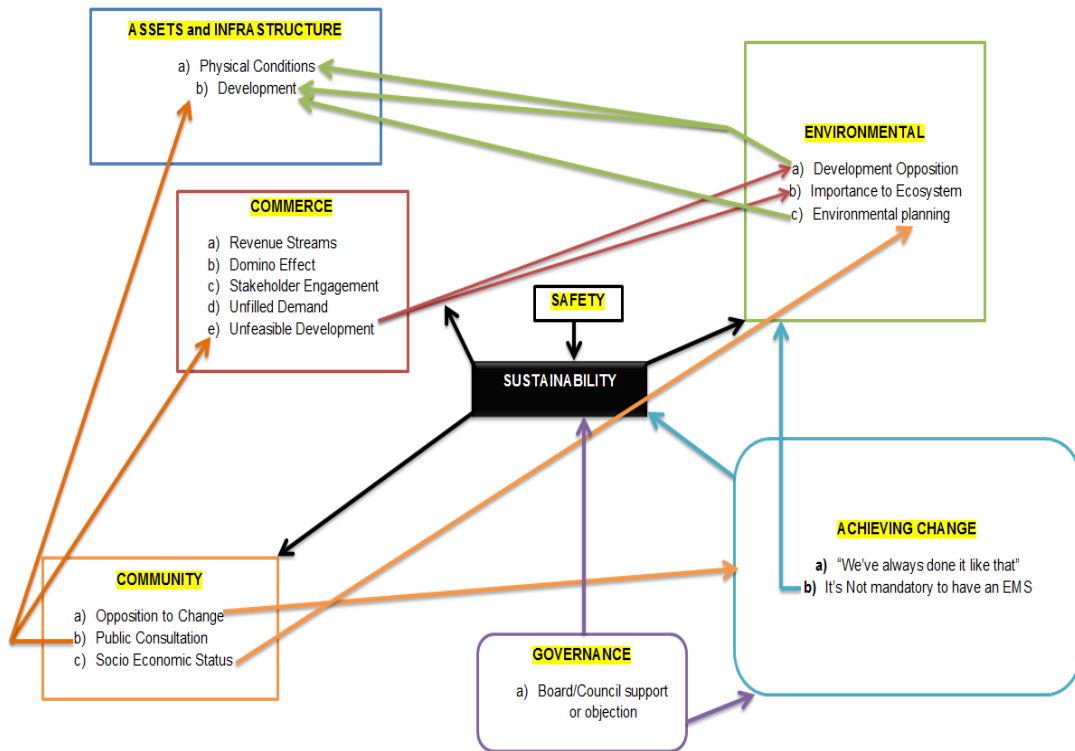 ASSETS and INFRASTRUCTURE
a) Physical Conditions
b) Development
ENVIRONMENTAL
a) Development Opposition
b) Importance to Ecosystem
c) Environmental planning
COMMERCE
a) Revenue Streams
b) Domino Effect
c) Stakeholder Engagement
d) Unfilled Demand
e) Unfeasible Development
SAFETY
SUSTAINABILITY
ACHIEVING CHANGE
a) “We’ve always done it like that”
b) It’s Not mandatory to have an EMS
COMMUNITY
a) Opposition to Change
b) Public Consultation
c) Socio Economic Status
GOVERNANCE
a) Board/Council support
or objection